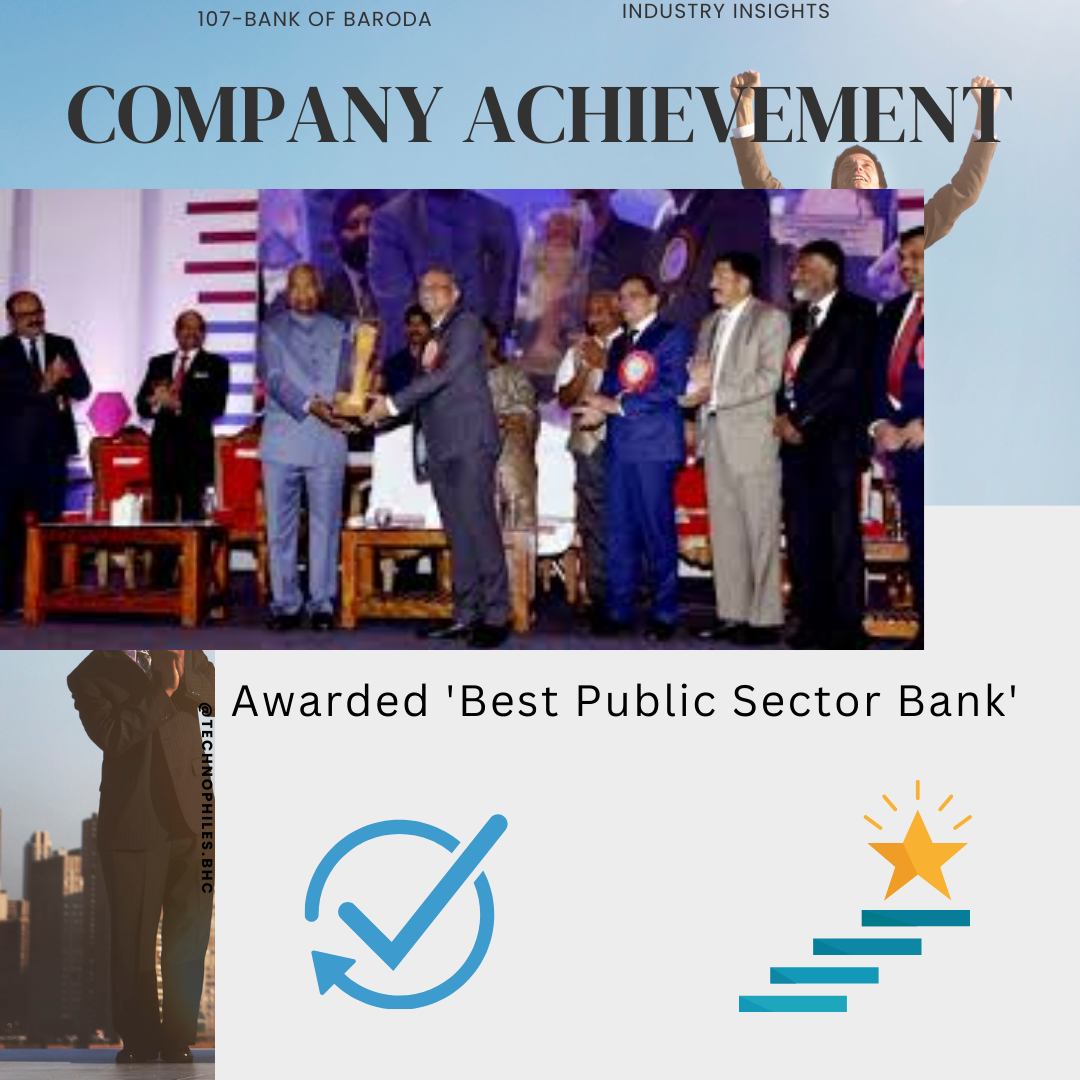 107-BANK OF BARODA
INDUSTRY INSIGHTS
COMPANY ACHIEVEMENT
Awarded 'Best Public Sector Bank'
@TECHNOPHILES.BHC